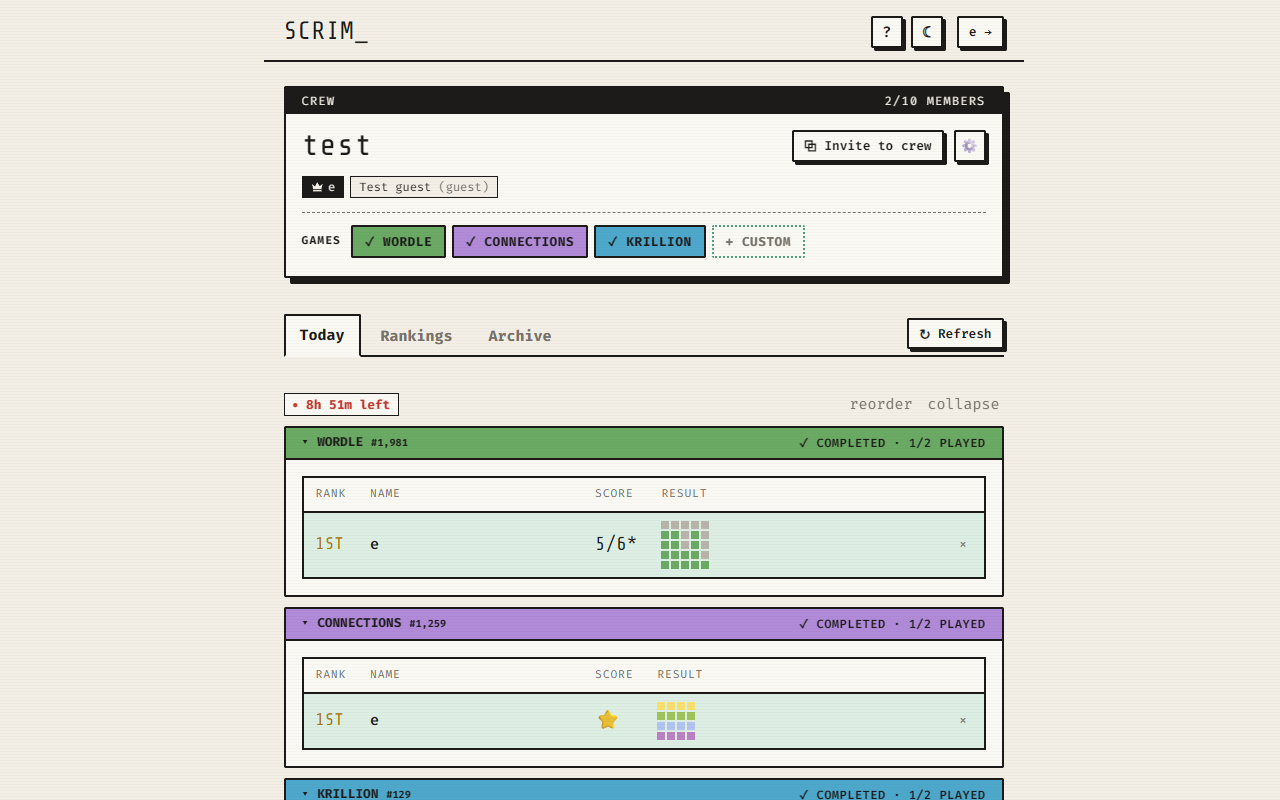 SCRIM_
? ☾ e →
CREW 2/10 MEMBERS
test
Invite to crew
e Test guest (guest)
GAMES ✓ WORDLE ✓ CONNECTIONS ✓ KRILLION + CUSTOM
Today Rankings Archive ↻ Refresh
• 8h 51m left reorder collapse
▾ WORDLE #1,981 ✓ COMPLETED · 1/2 PLAYED
RANK NAME SCORE RESULT
1ST e 5/6* ×
▾ CONNECTIONS #1,259 ✓ COMPLETED · 1/2 PLAYED
RANK NAME SCORE RESULT
1ST e ⭐ ×
▾ KRILLION #129 ✓ COMPLETED · 1/2 PLAYED